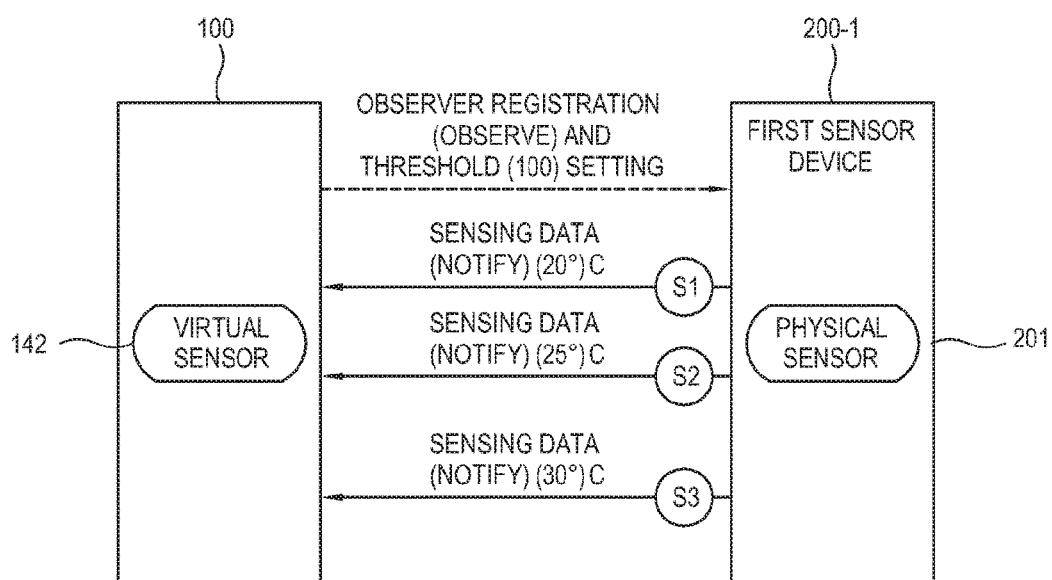 100
200-1
OBSERVER REGISTRATION
(OBSERVE) AND
THRESHOLD (100) SETTING
FIRST SENSOR
DEVICE
SENSING DATA
(NOTIFY) (20°) C
S1
142
VIRTUAL
SENSOR
SENSING DATA
(NOTIFY) (25°) C
S2
PHYSICAL
SENSOR
201
SENSING DATA
(NOTIFY) (30°) C
S3